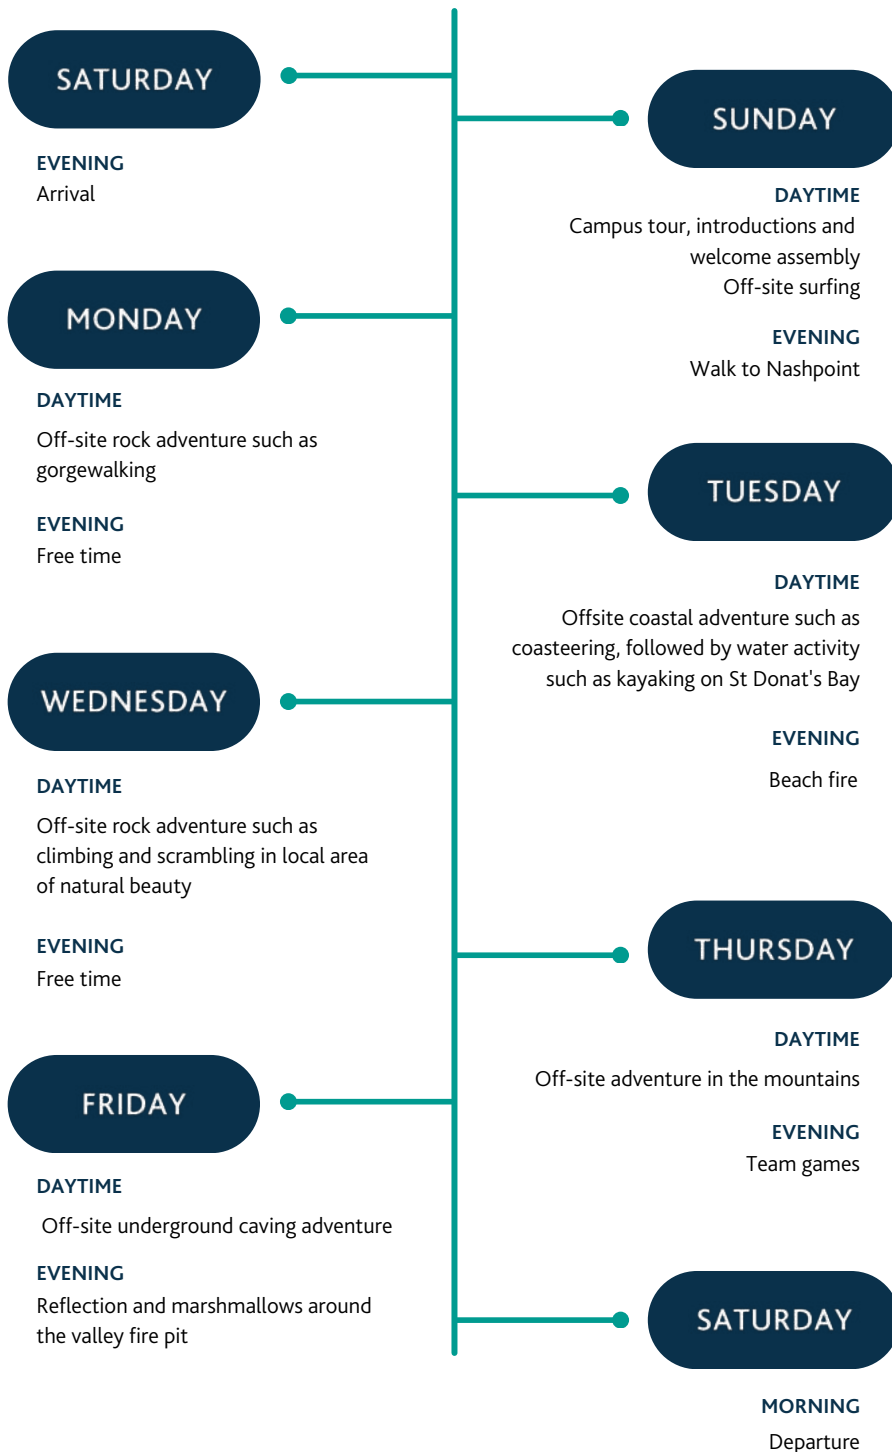 SATURDAY
EVENING
Arrival
SUNDAY
DAYTIME
Campus tour, introductions and
welcome assembly
Off-site surfing
EVENING
Walk to Nashpoint
MONDAY
DAYTIME
Off-site rock adventure such as
gorgewalking
EVENING
Free time
TUESDAY
DAYTIME
Offsite coastal adventure such as
coasteering, followed by water activity
such as kayaking on St Donat's Bay
EVENING
Beach fire
WEDNESDAY
DAYTIME
Off-site rock adventure such as
climbing and scrambling in local area
of natural beauty
EVENING
Free time
THURSDAY
DAYTIME
Off-site adventure in the mountains
EVENING
Team games
FRIDAY
DAYTIME
Off-site underground caving adventure
EVENING
Reflection and marshmallows around
the valley fire pit
SATURDAY
MORNING
Departure